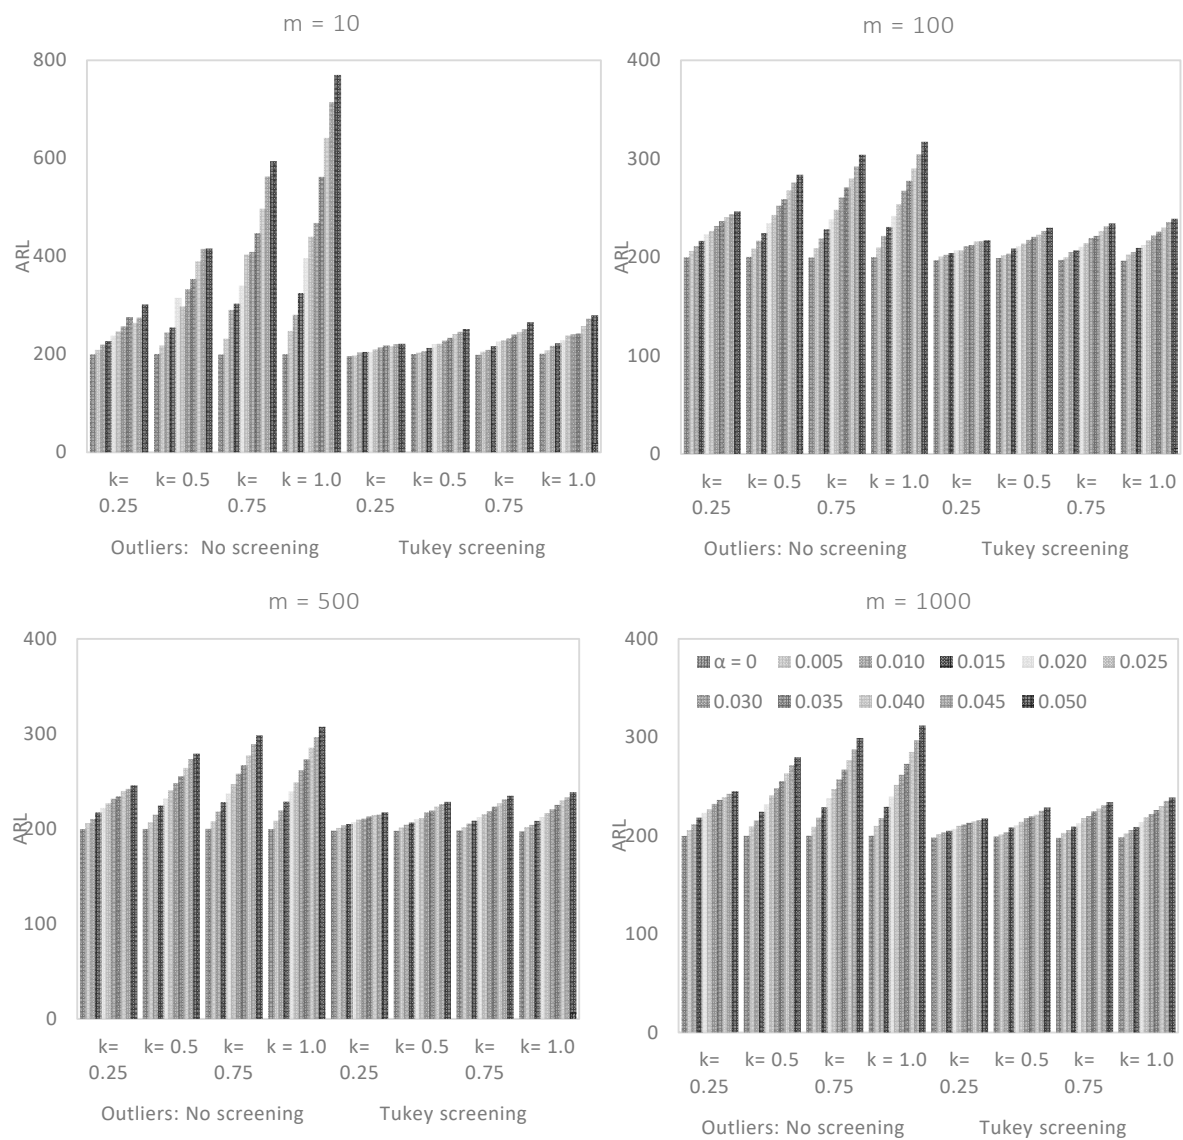 m = 10
800
600
400
200
0
ARL
k= 0.25
k= 0.5
k= 0.75
k = 1.0
k= 0.25
k= 0.5
k= 0.75
k= 1.0
Outliers: No screening
Tukey screening
m = 100
400
300
200
100
0
ARL
k= 0.25
k= 0.5
k= 0.75
k = 1.0
k= 0.25
k= 0.5
k= 0.75
k= 1.0
Outliers: No screening
Tukey screening
m = 500
400
300
200
100
0
ARL
k= 0.25
k= 0.5
k= 0.75
k = 1.0
k= 0.25
k= 0.5
k= 0.75
k= 1.0
Outliers: No screening
Tukey screening
m = 1000
400
300
200
100
0
ARL
α = 0 0.005 0.010 0.015 0.020 0.025
0.030 0.035 0.040 0.045 0.050
k= 0.25
k= 0.5
k= 0.75
k = 1.0
k= 0.25
k= 0.5
k= 0.75
k= 1.0
Outliers: No screening
Tukey screening